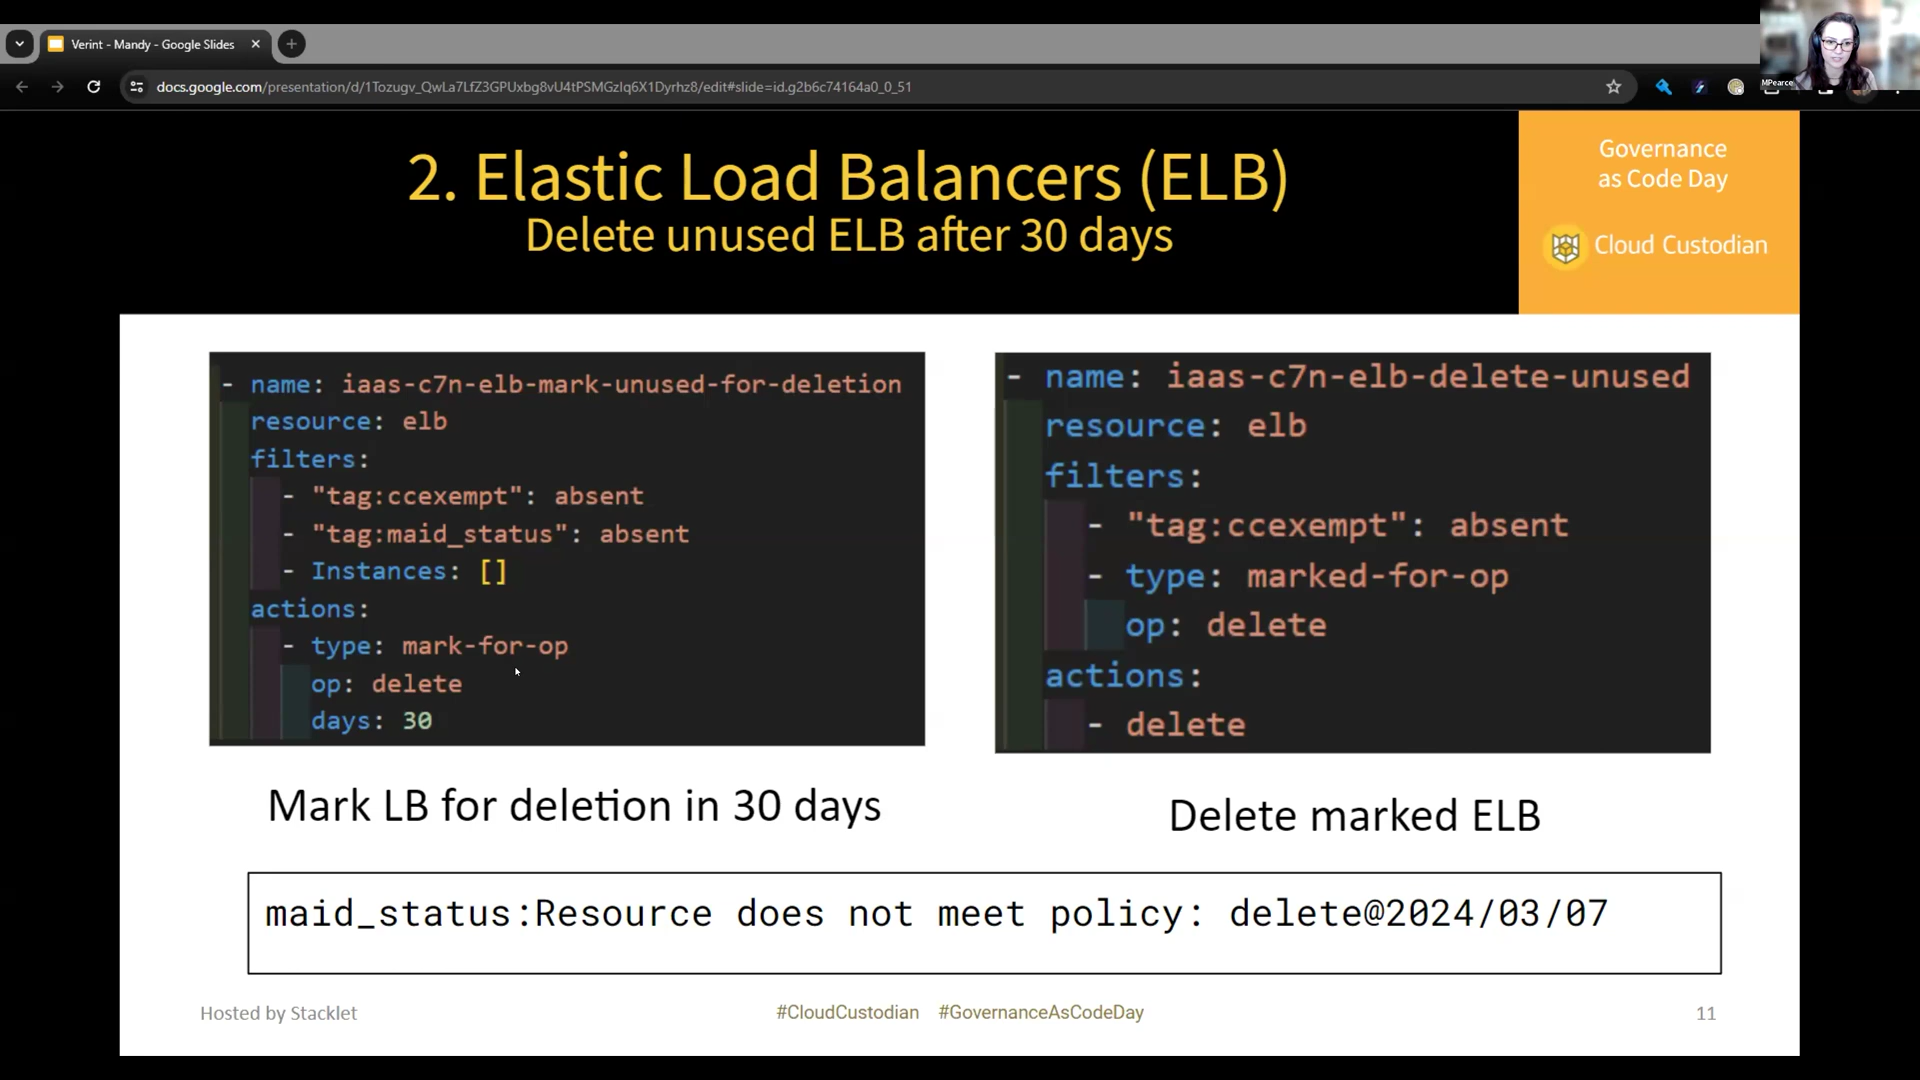 Verint - Mandy - Google Slides
docs.google.com/presentation/d/1Tozugv_QwLa7LfZ3GPUxbg8vU4tPSMGzlq6X1Dyrhz8/edit#slide=id.g2b6c74164a0_0_51
MPearce
2. Elastic Load Balancers (ELB)
Delete unused ELB after 30 days
Governance
as Code Day
Cloud Custodian
- name: iaas-c7n-elb-mark-unused-for-deletion
resource: elb
filters:
- "tag:ccexempt": absent
- "tag:maid_status": absent
- Instances: []
actions:
- type: mark-for-op
op: delete
days: 30
- name: iaas-c7n-elb-delete-unused
resource: elb
filters:
- "tag:ccexempt": absent
- type: marked-for-op
op: delete
actions:
- delete
Mark LB for deletion in 30 days
Delete marked ELB
maid_status:Resource does not meet policy: delete@2024/03/07
Hosted by Stacklet
#CloudCustodian #GovernanceAsCodeDay
11